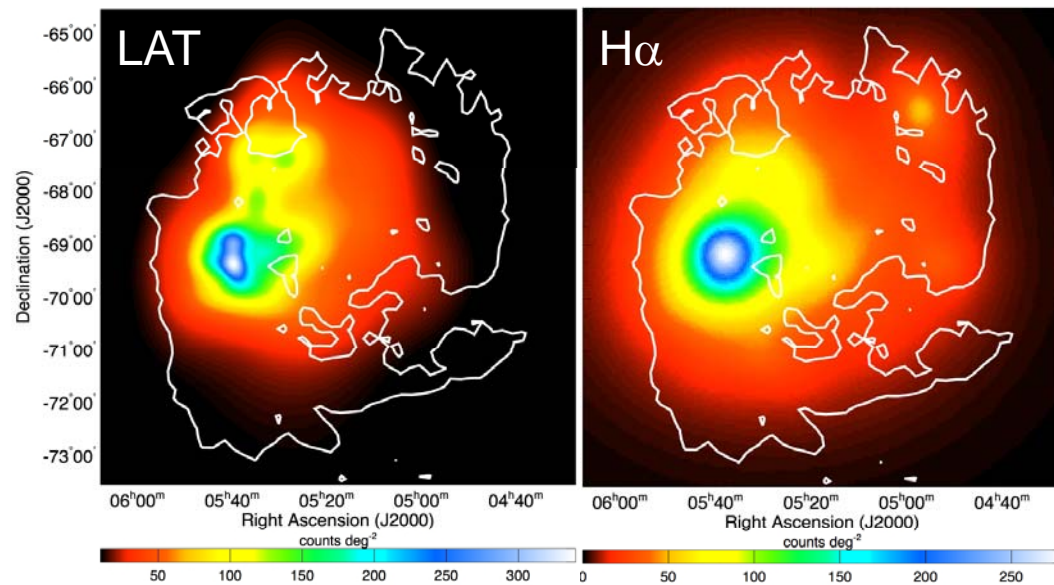 LAT
Hα
-65°00'
-66°00'
-67°00'
-68°00'
-69°00'
-70°00'
-71°00'
-72°00'
-73°00'
Declination (J2000)
06ʰ00ᵐ 05ʰ40ᵐ 05ʰ20ᵐ 05ʰ00ᵐ 04ʰ40ᵐ
Right Ascension (J2000)
counts deg⁻²
50 100 150 200 250 300
06ʰ00ᵐ 05ʰ40ᵐ 05ʰ20ᵐ 05ʰ00ᵐ 04ʰ40ᵐ
Right Ascension (J2000)
counts deg⁻²
0 50 100 150 200 250